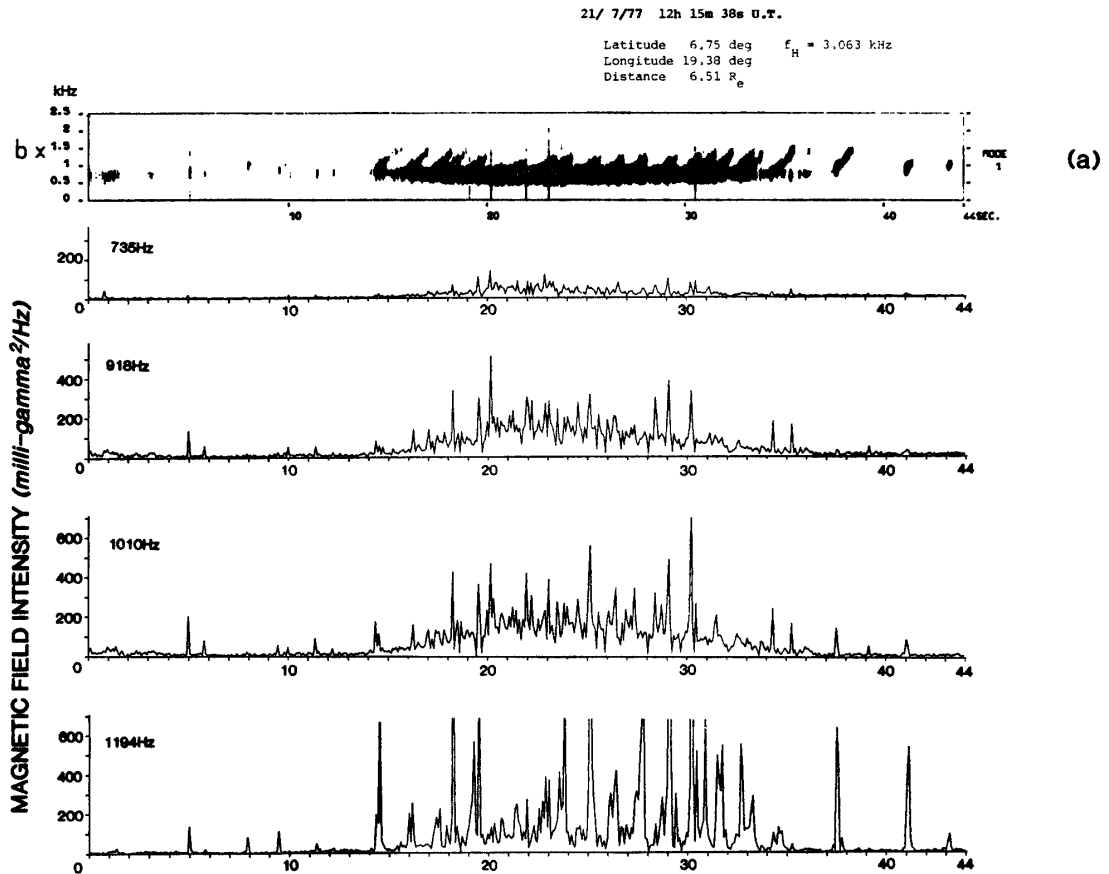 21/ 7/77 12h 15m 38s U.T.
Latitude 6.75 deg f_H = 3.063 kHz
Longitude 19.38 deg
Distance 6.51 R_e
kHz
2.5
2
1.5
1
0.5
0
b x
MODE
1
(a)
10 20 30 40 44SEC.
MAGNETIC FIELD INTENSITY (milli-gamma²/Hz)
735Hz
200
0
0 10 20 30 40 44
918Hz
400
200
0
10 20 30 40 44
1010Hz
600
400
200
0
10 20 30 40 44
1194Hz
600
400
200
0
10 20 30 40 44